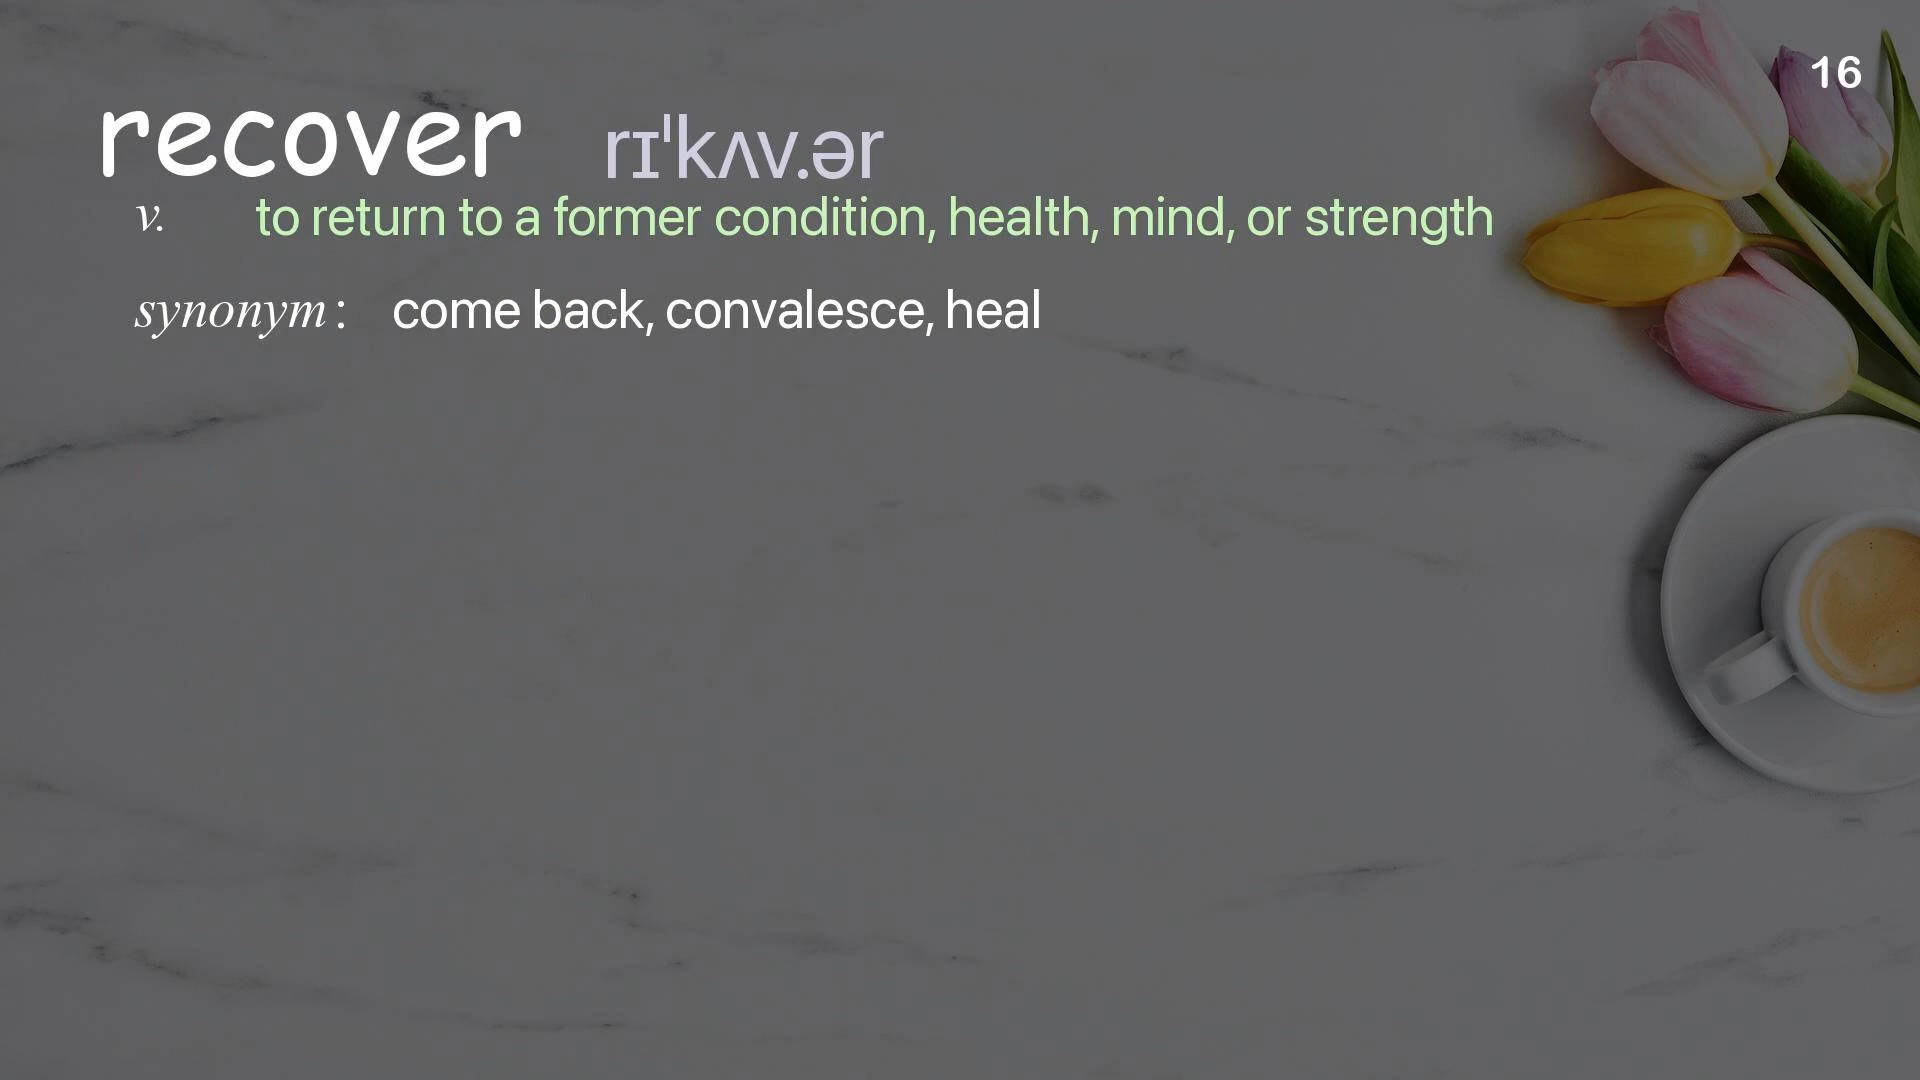 16
recover rɪˈkʌv.ər
v. to return to a former condition, health, mind, or strength
synonym: come back, convalesce, heal